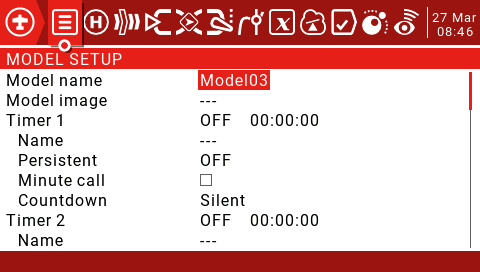 27 Mar
08:46
MODEL SETUP
Model name Model03
Model image ---
Timer 1 OFF 00:00:00
Name ---
Persistent OFF
Minute call
Countdown Silent
Timer 2 OFF 00:00:00
Name ---